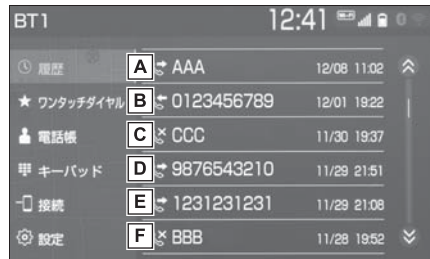 BT1 12:41 Wi-Fi
履歴 A AAA 12/08 11:02
ワンタッチダイヤル B 0123456789 12/01 19:22
電話帳 C CCC 11/30 19:37
キーパッド D 9876543210 11/29 21:51
接続 E 1231231231 11/29 21:08
設定 F BBB 11/28 19:52